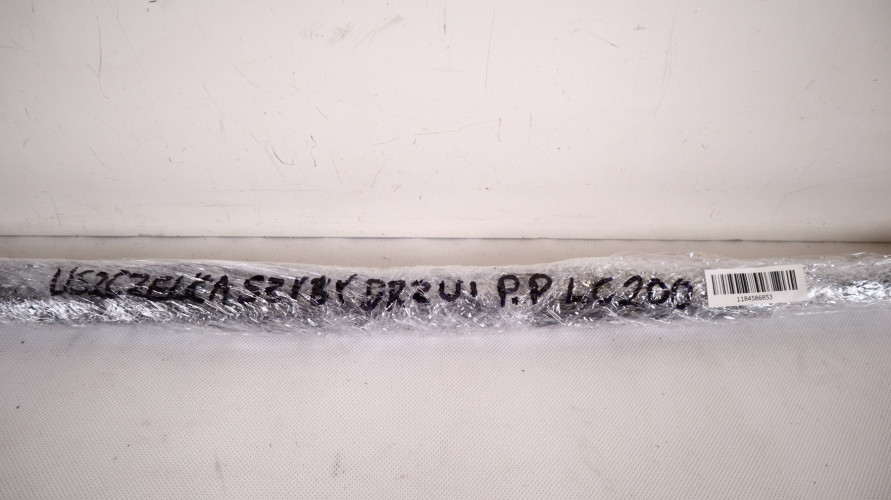 USZCZELKA SZYBY DRZWI P.P LC200
1184586853